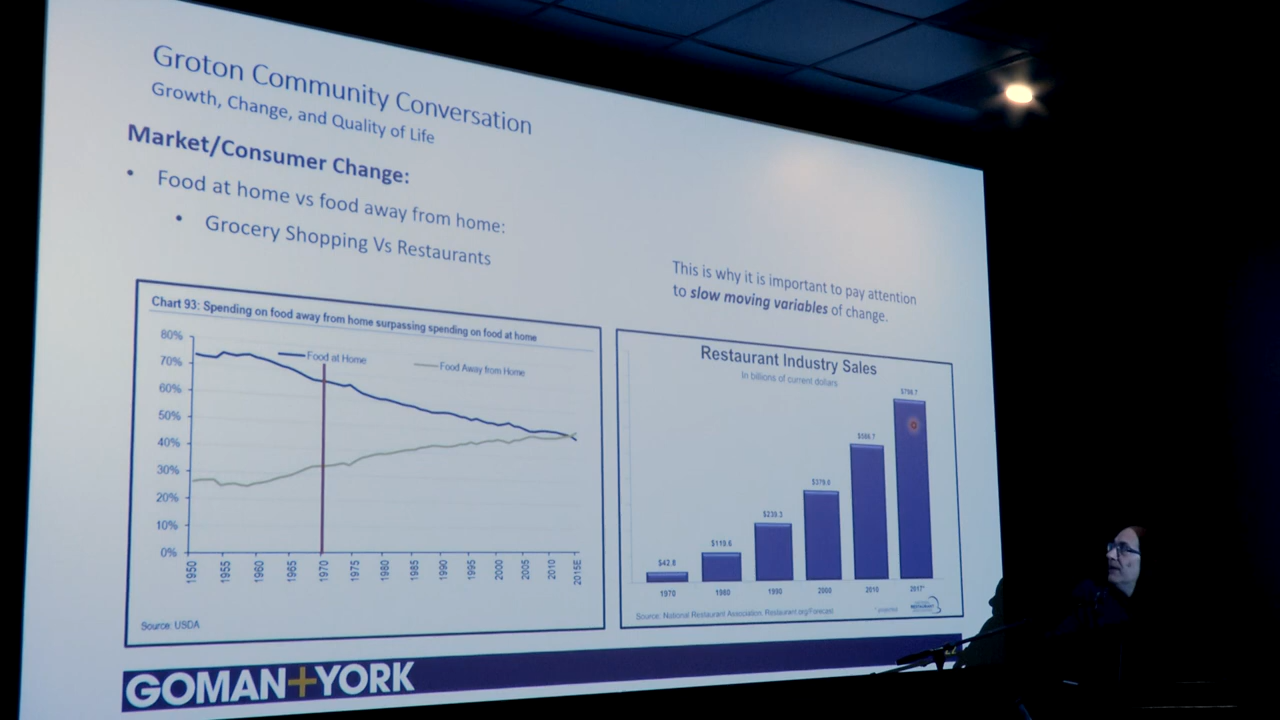 Groton Community Conversation
Growth, Change, and Quality of Life
Market/Consumer Change:
• Food at home vs food away from home:
• Grocery Shopping Vs Restaurants
This is why it is important to pay attention
to slow moving variables of change.
Chart 93: Spending on food away from home surpassing spending on food at home
80%
70%
60%
50%
40%
30%
20%
10%
0%
Food at Home
Food Away from Home
1950
1955
1960
1965
1970
1975
1980
1985
1990
1995
2000
2005
2010
2015E
Source: USDA
Restaurant Industry Sales
In billions of current dollars
$42.8
$119.6
$239.3
$379.0
$586.7
$798.7
1970
1980
1990
2000
2010
2017*
Source: National Restaurant Association, Restaurant.org/Forecast
* projected
GOMAN+YORK